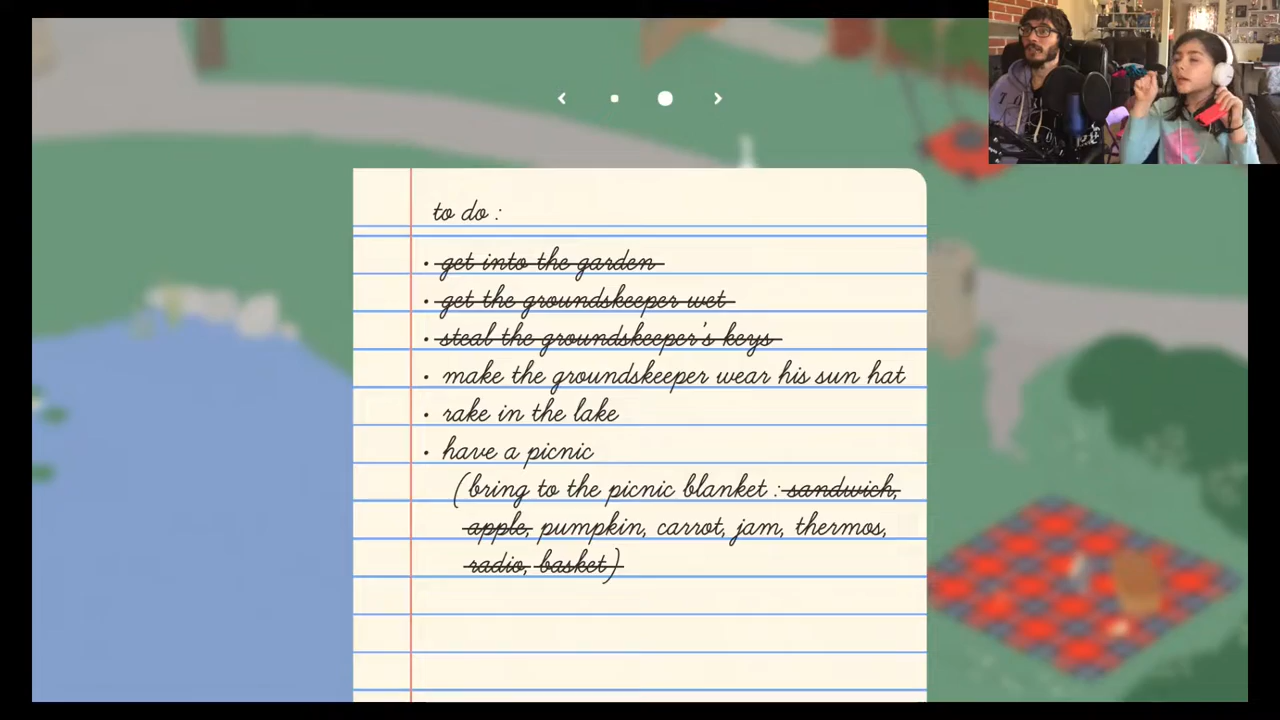 to do :
• get into the garden
• get the groundskeeper wet
• steal the groundskeeper's keys
• make the groundskeeper wear his sun hat
• rake in the lake
• have a picnic
(bring to the picnic blanket : sandwich,
apple, pumpkin, carrot, jam, thermos,
radio, basket)